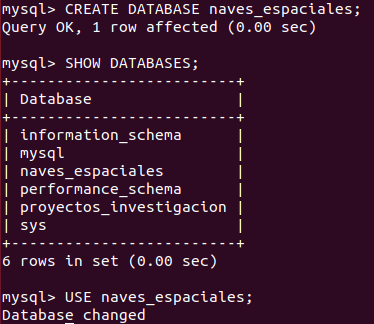 mysql> CREATE DATABASE naves_espaciales;
Query OK, 1 row affected (0.00 sec)

mysql> SHOW DATABASES;
+-------------------------+
| Database                |
+-------------------------+
| information_schema      |
| mysql                   |
| naves_espaciales        |
| performance_schema      |
| proyectos_investigacion |
| sys                     |
+-------------------------+
6 rows in set (0.00 sec)

mysql> USE naves_espaciales;
Database changed